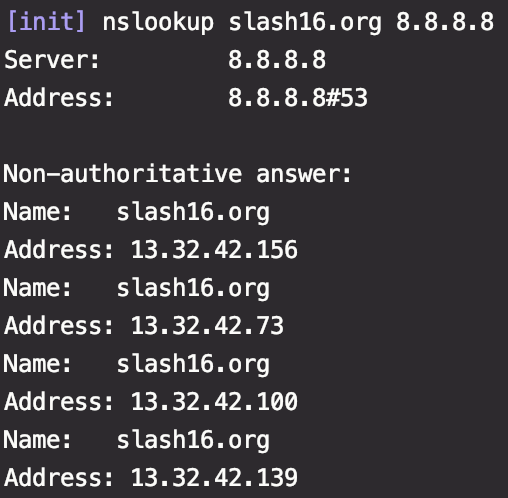 [init] nslookup slash16.org 8.8.8.8
Server:         8.8.8.8
Address:        8.8.8.8#53

Non-authoritative answer:
Name:   slash16.org
Address: 13.32.42.156
Name:   slash16.org
Address: 13.32.42.73
Name:   slash16.org
Address: 13.32.42.100
Name:   slash16.org
Address: 13.32.42.139